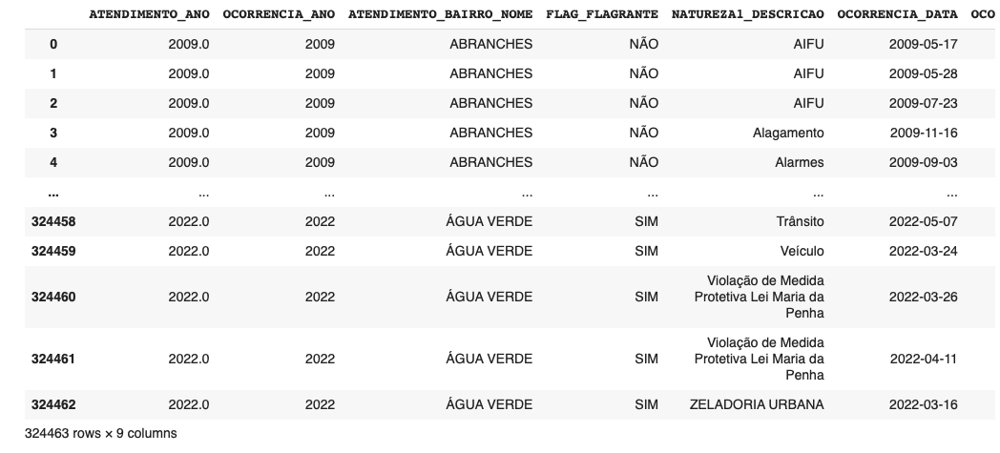 ATENDIMENTO_ANO OCORRENCIA_ANO ATENDIMENTO_BAIRRO_NOME FLAG_FLAGRANTE NATUREZA1_DESCRICAO OCORRENCIA_DATA OCO
0 2009.0 2009 ABRANCHES NÃO AIFU 2009-05-17
1 2009.0 2009 ABRANCHES NÃO AIFU 2009-05-28
2 2009.0 2009 ABRANCHES NÃO AIFU 2009-07-23
3 2009.0 2009 ABRANCHES NÃO Alagamento 2009-11-16
4 2009.0 2009 ABRANCHES NÃO Alarmes 2009-09-03
... ... ... ... ... ... ...
324458 2022.0 2022 ÁGUA VERDE SIM Trânsito 2022-05-07
324459 2022.0 2022 ÁGUA VERDE SIM Veículo 2022-03-24
Violação de Medida
324460 2022.0 2022 ÁGUA VERDE SIM Protetiva Lei Maria da 2022-03-26
Penha
Violação de Medida
324461 2022.0 2022 ÁGUA VERDE SIM Protetiva Lei Maria da 2022-04-11
Penha
324462 2022.0 2022 ÁGUA VERDE SIM ZELADORIA URBANA 2022-03-16
324463 rows × 9 columns